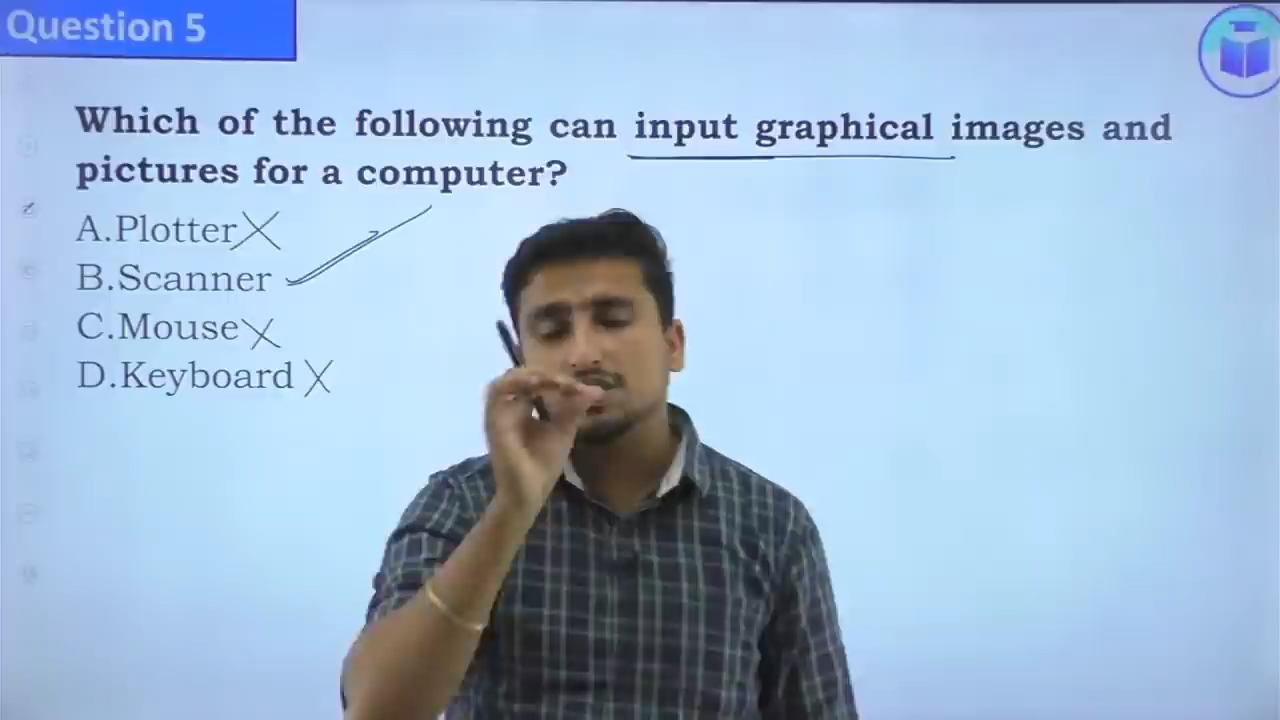 Question 5
Which of the following can input graphical images and
pictures for a computer?
A.Plotter
B.Scanner
C.Mouse
D.Keyboard